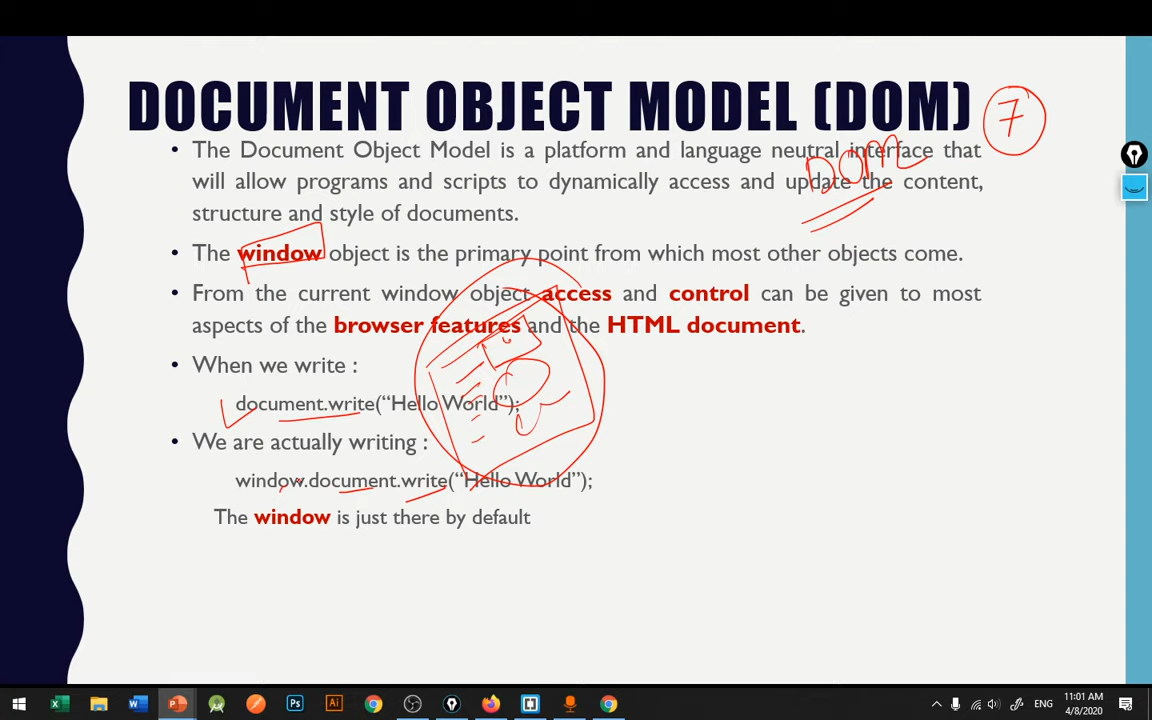 DOCUMENT OBJECT MODEL (DOM)
7
The Document Object Model is a platform and language neutral interface that
DOM
will allow programs and scripts to dynamically access and update the content,
structure and style of documents.
The window object is the primary point from which most other objects come.
From the current window object access and control can be given to most
aspects of the browser features and the HTML document.
When we write :
document.write(“Hello World”);
We are actually writing :
window.document.write(“Hello World”);
The window is just there by default
ENG
11:01 AM
4/8/2020